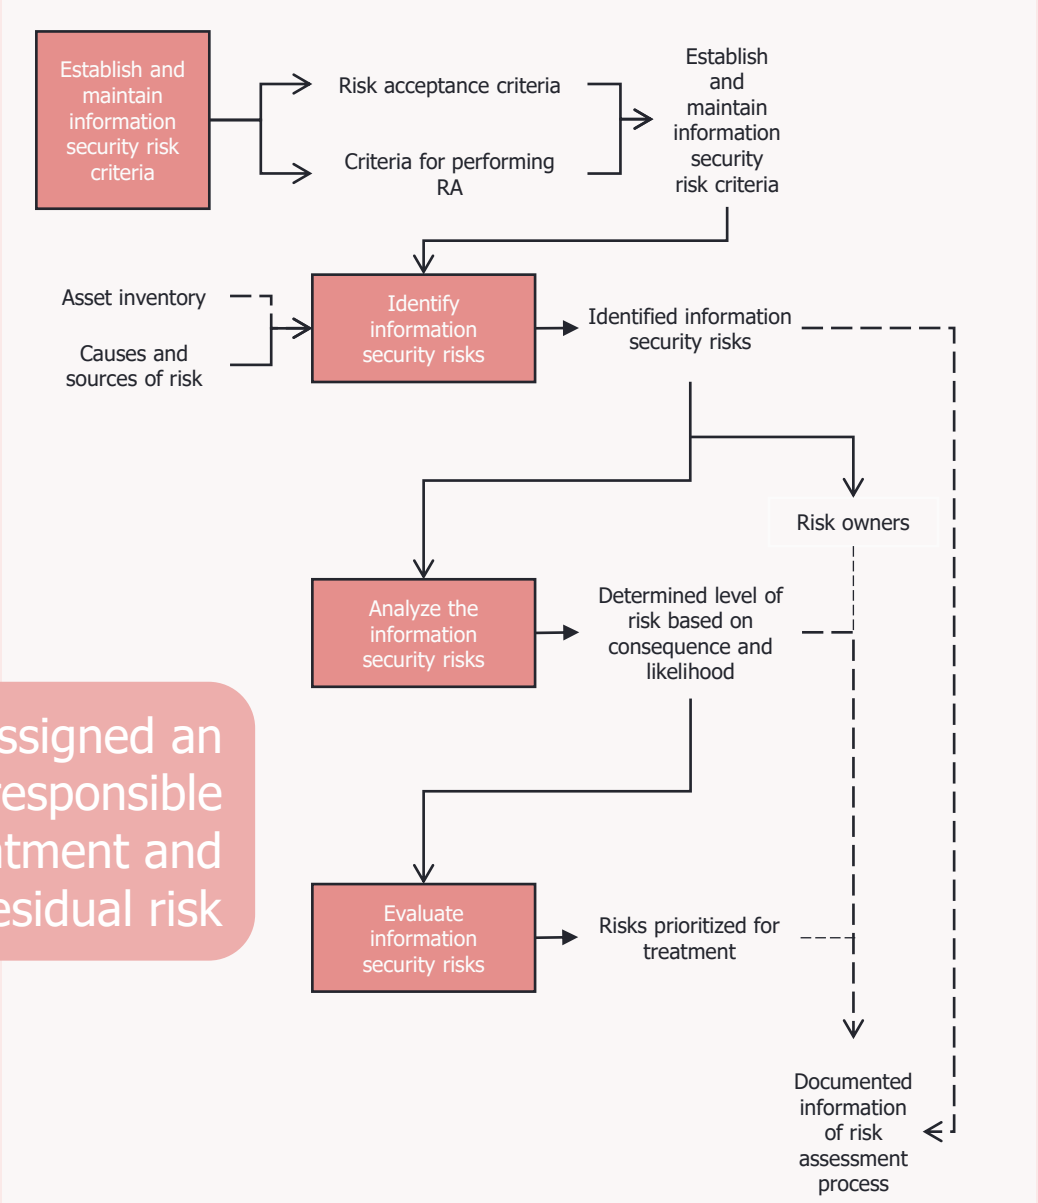 Establish and
maintain
information
security risk
criteria
Risk acceptance criteria
Criteria for performing
RA
Establish
and
maintain
information
security
risk criteria
Asset inventory
Causes and
sources of risk
Identify
information
security risks
Identified information
security risks
Risk owners
Analyze the
information
security risks
Determined level of
risk based on
consequence and
likelihood
an
responsible
and
risk
Evaluate
information
security risks
Risks prioritized for
treatment
Documented
information
of risk
assessment
process